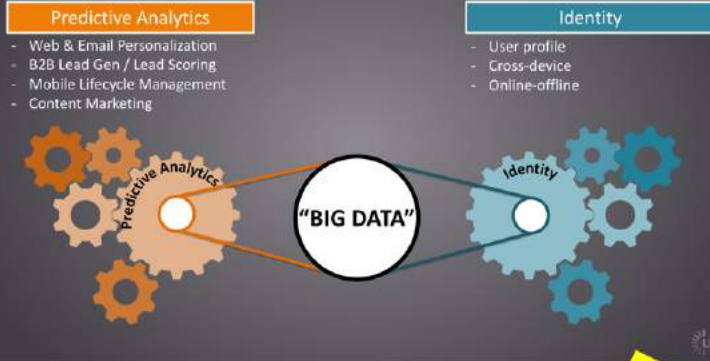 Predictive Analytics
- Web & Email Personalization
- B2B Lead Gen / Lead Scoring
- Mobile Lifecycle Management
- Content Marketing
Identity
- User profile
- Cross-device
- Online-offline
Predictive Analytics
"BIG DATA"
Identity